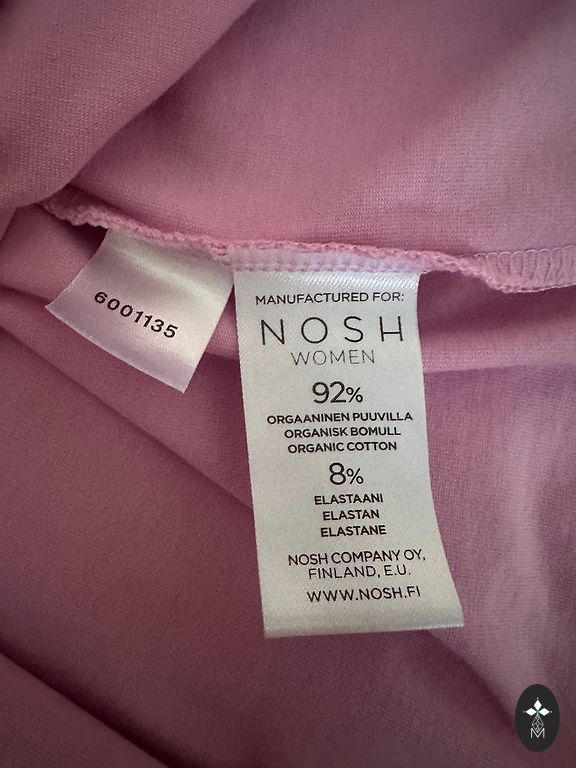 6001135
MANUFACTURED FOR:
NOSH
WOMEN
92%
ORGAANINEN PUUVILLA
ORGANISK BOMULL
ORGANIC COTTON
8%
ELASTAANI
ELASTAN
ELASTANE
NOSH COMPANY OY,
FINLAND, E.U.
WWW.NOSH.FI
M